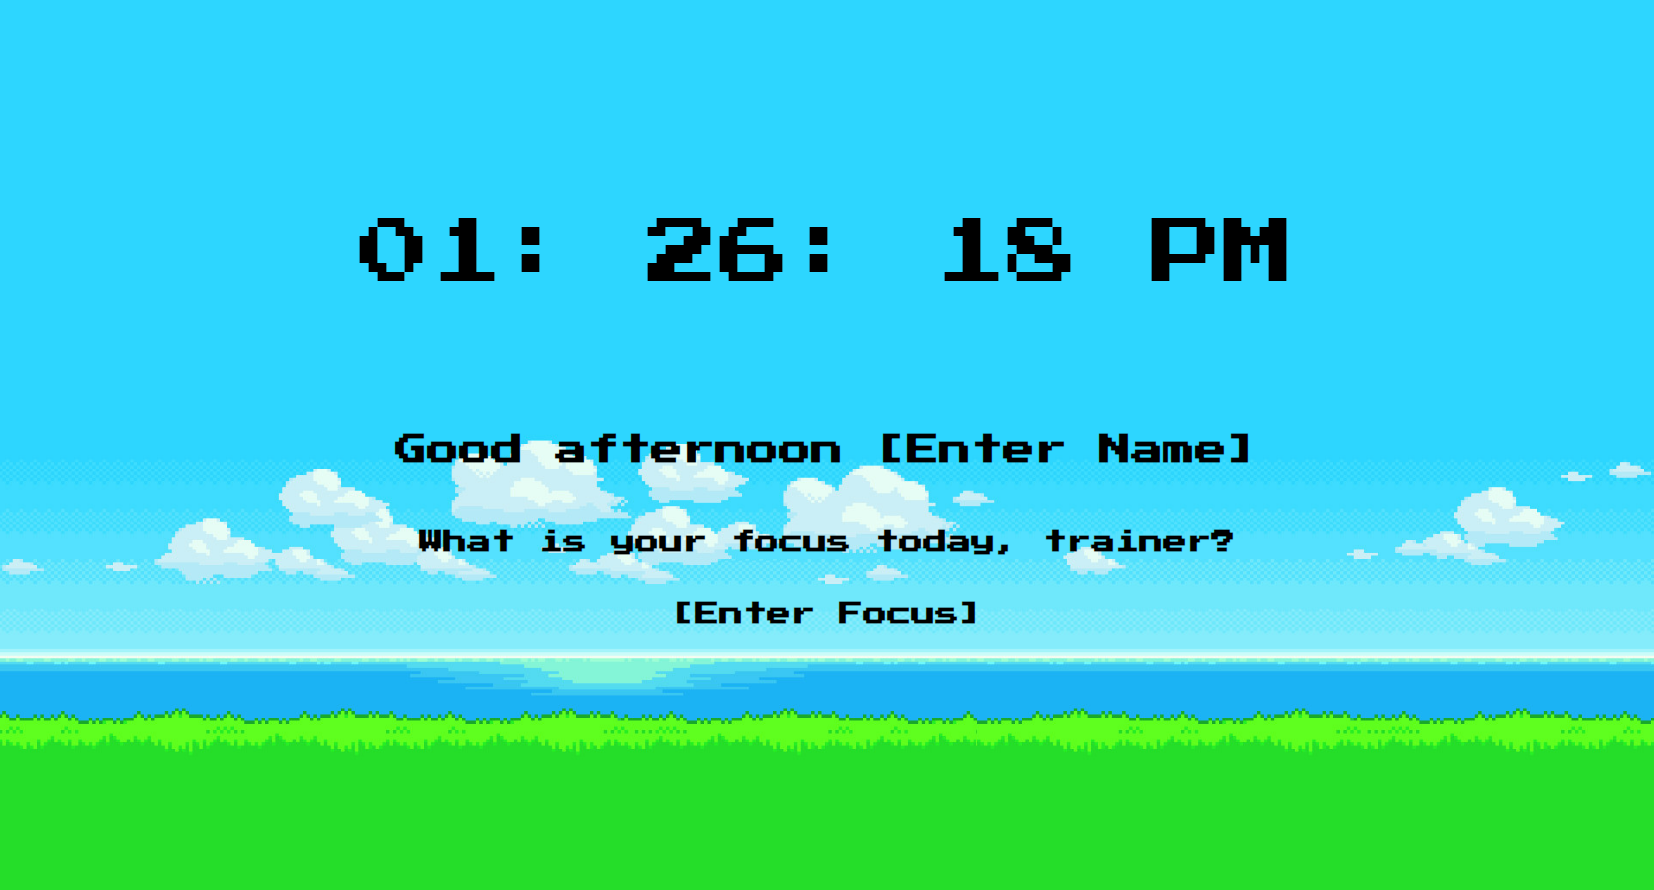 01: 26: 18 PM
Good afternoon [Enter Name]
What is your focus today, trainer?
[Enter Focus]